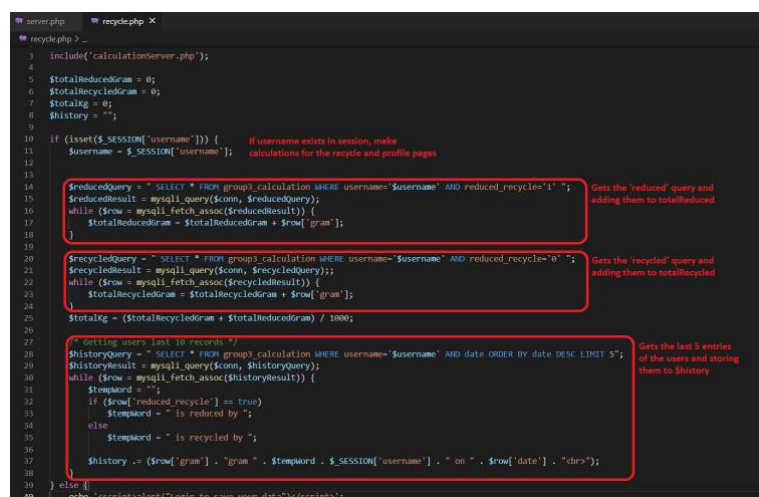 server.php
recycle.php ×
recycle.php > ...
3 include('calculationServer.php');
4
5 $totalReducedGram = 0;
6 $totalRecycledGram = 0;
7 $totalKg = 0;
8 $history = "";
9
10 if (isset($_SESSION['username'])) {
If username exists in session, make
11 $username = $_SESSION['username'];
calculations for the recycle and profile pages
12
13
14 $reducedQuery = " SELECT * FROM group3_calculation WHERE username='$username' AND reduced_recycle='1' ";
Gets the 'reduced' query and
15 $reducedResult = mysqli_query($conn, $reducedQuery);
adding them to totalReduced
16 while ($row = mysqli_fetch_assoc($reducedResult)) {
17 $totalReducedGram = $totalReducedGram + $row['gram'];
18 }
19
20 $recycledQuery = " SELECT * FROM group3_calculation WHERE username='$username' AND reduced_recycle='0' ";
Gets the 'recycled' query and
21 $recycledResult = mysqli_query($conn, $recycledQuery);;
adding them to totalRecycled
22 while ($row = mysqli_fetch_assoc($recycledResult)) {
23 $totalRecycledGram = $totalRecycledGram + $row['gram'];
24 }
25 $totalKg = ($totalRecycledGram + $totalReducedGram) / 1000;
26
27 /* Getting users last 10 records */
28 $historyQuery = " SELECT * FROM group3_calculation WHERE username='$username' AND date ORDER BY date DESC LIMIT 5";
Gets the last 5 entries
29 $historyResult = mysqli_query($conn, $historyQuery);
of the users and storing
30 while ($row = mysqli_fetch_assoc($historyResult)) {
them to $history
31 $tempWord = "";
32 if ($row['reduced_recycle'] == true)
33 $tempWord = " is reduced by ";
34 else
35 $tempWord = " is recycled by ";
36
37 $history .= ($row['gram'] . "gram " . $tempWord . $_SESSION['username'] . " on " . $row['date'] . "<br>");
38 }
39 } else {
40 echo '<script>alert("Login to save your data")</script>';